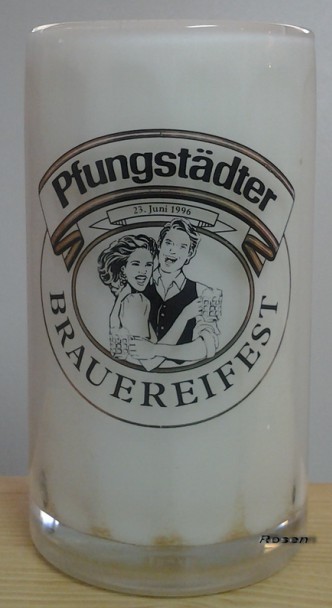 Pfungstädter
23. Juni 1996
BRAUEREIFEST